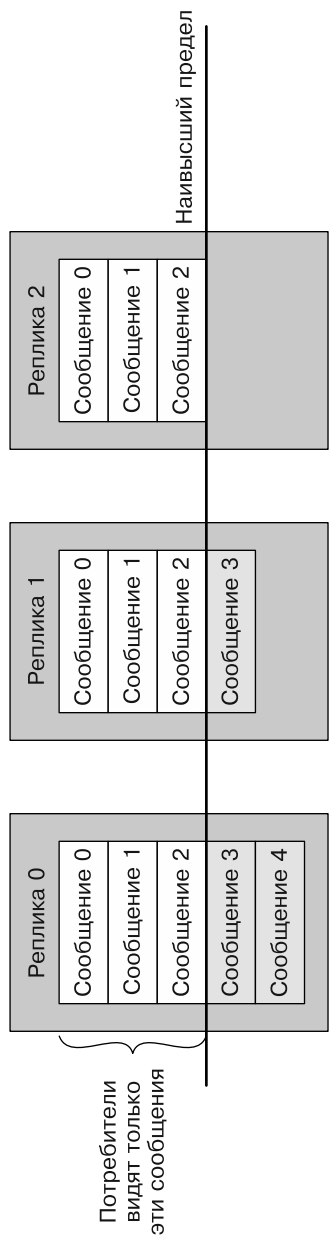 Потребители
видят только
эти сообщения
Реплика 0
Сообщение 0
Сообщение 1
Сообщение 2
Сообщение 3
Сообщение 4
Реплика 1
Сообщение 0
Сообщение 1
Сообщение 2
Сообщение 3
Реплика 2
Сообщение 0
Сообщение 1
Сообщение 2
Наивысший предел